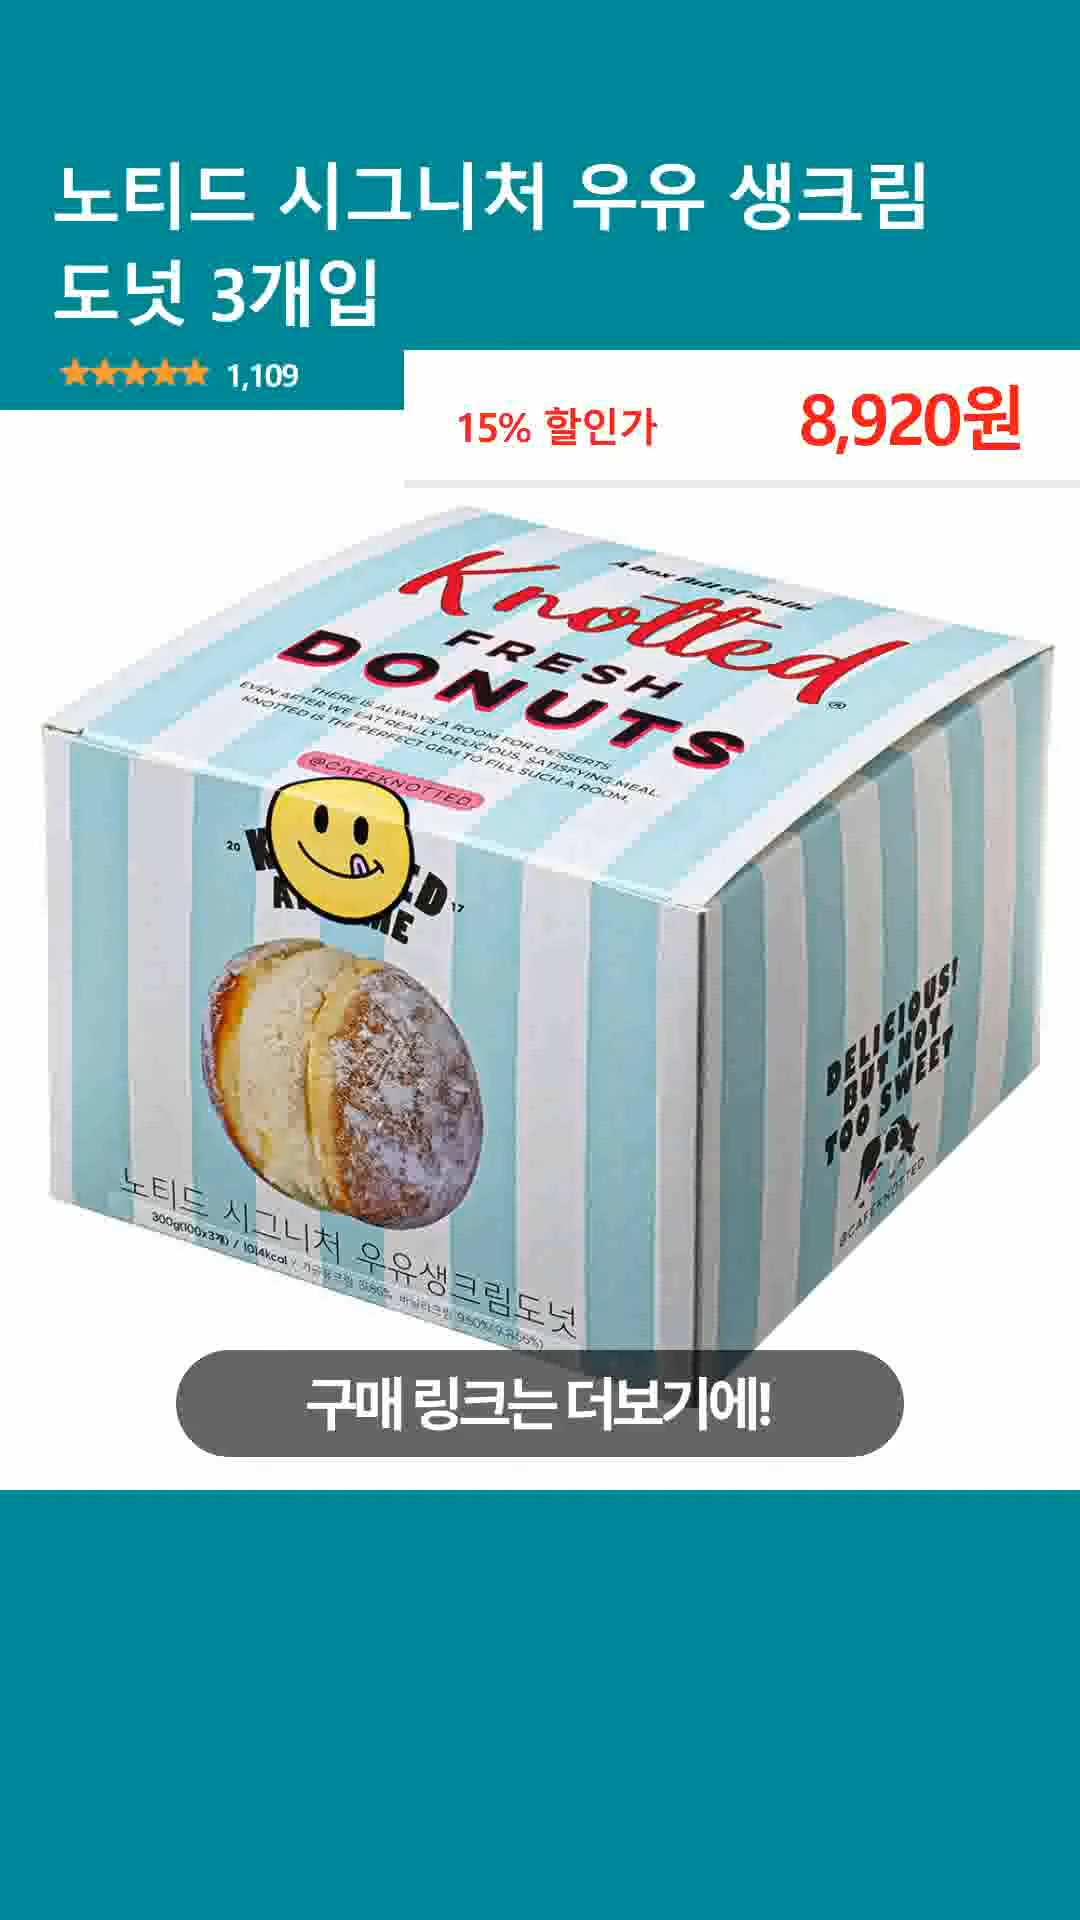 노티드 시그니처 우유 생크림
도넛 3개입
1,109
15% 할인가
8,920원
A box full of smile
Knotted®
FRESH
DONUTS
THERE IS ALWAYS A ROOM FOR DESSERTS
EVEN AFTER WE EAT REALLY DELICIOUS, SATISFYING MEAL.
KNOTTED IS THE PERFECT GEM TO FILL SUCH A ROOM.
@CAFEKNOTTED
20
17
DELICIOUS!
BUT NOT
TOO SWEET
@CAFEKNOTTED
노티드 시그니처 우유생크림도넛
300g(100x3개) / 1014kcal
구매 링크는 더보기에!